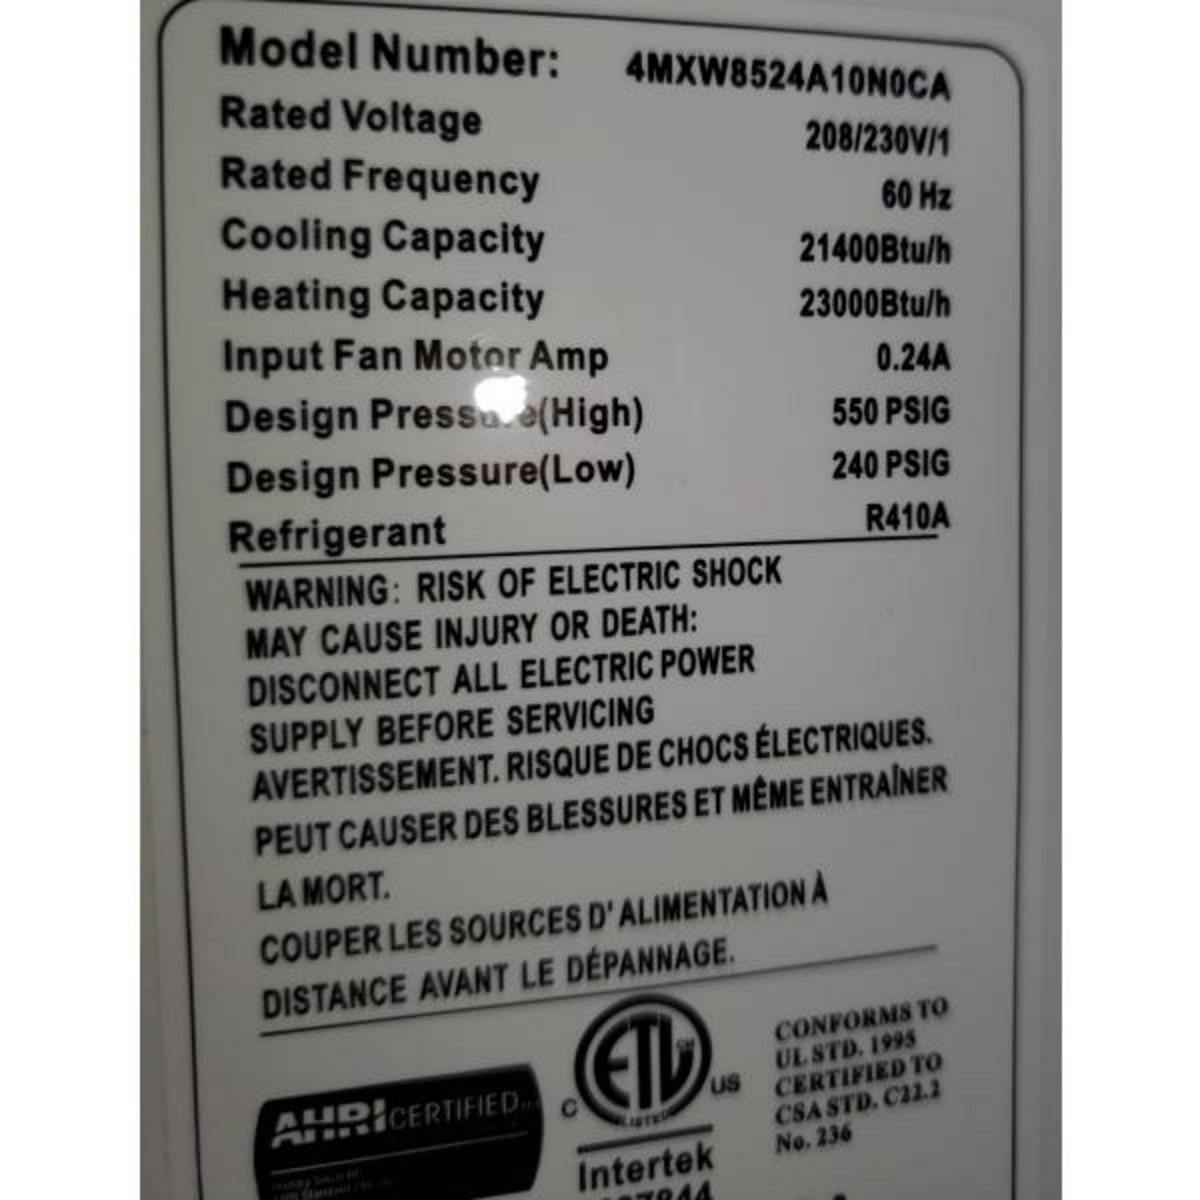 Model Number: 4MXW8524A10N0CA
Rated Voltage 208/230V/1
Rated Frequency 60 Hz
Cooling Capacity 21400Btu/h
Heating Capacity 23000Btu/h
Input Fan Motor Amp 0.24A
Design Pressure(High) 550 PSIG
Design Pressure(Low) 240 PSIG
Refrigerant R410A
WARNING: RISK OF ELECTRIC SHOCK
MAY CAUSE INJURY OR DEATH:
DISCONNECT ALL ELECTRIC POWER
SUPPLY BEFORE SERVICING
AVERTISSEMENT. RISQUE DE CHOCS ÉLECTRIQUES.
PEUT CAUSER DES BLESSURES ET MÊME ENTRAÎNER
LA MORT.
COUPER LES SOURCES D' ALIMENTATION À
DISTANCE AVANT LE DÉPANNAGE.
AHRI CERTIFIED
C ETL US
LISTED
Intertek
CONFORMS TO
UL STD. 1995
CERTIFIED TO
CSA STD. C22.2
No. 236